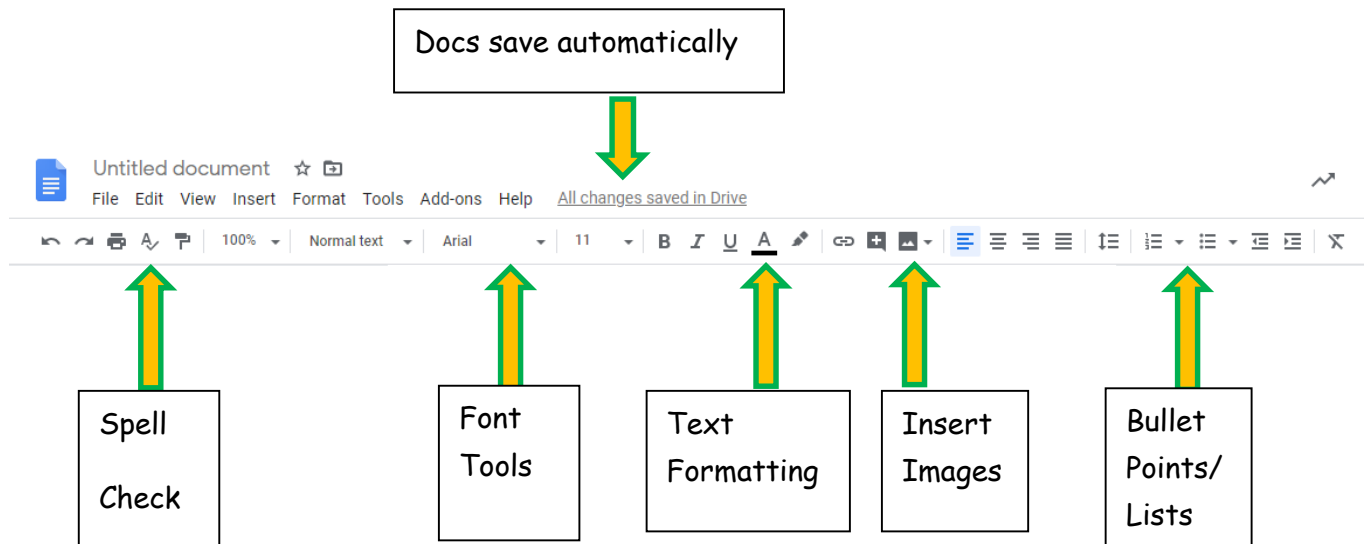 Docs save automatically
Untitled document
File Edit View Insert Format Tools Add-ons Help All changes saved in Drive
100% Normal text Arial 11 B I U A
Spell
Check
Font
Tools
Text
Formatting
Insert
Images
Bullet
Points/
Lists